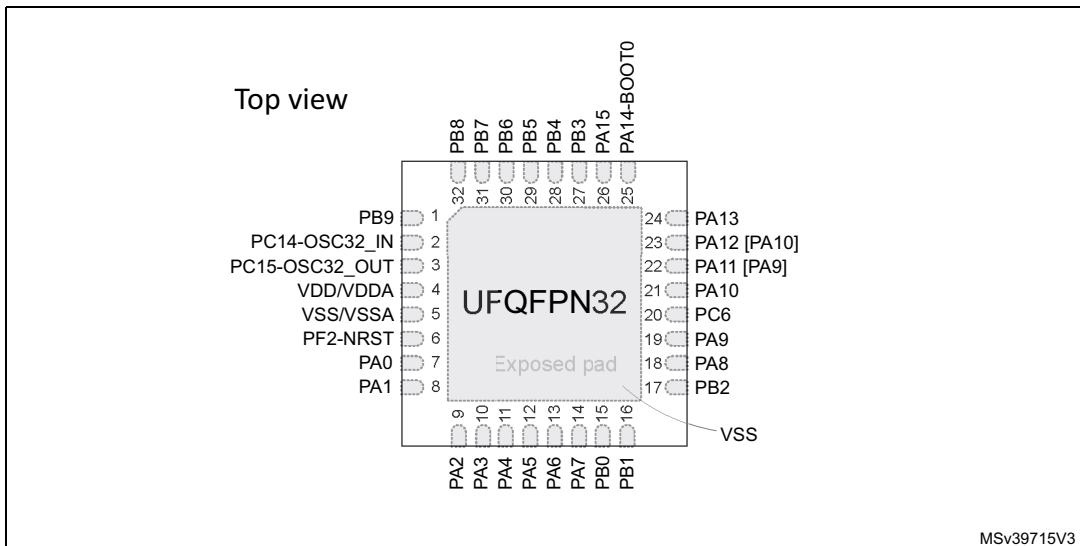 Top view
PB8
PB7
PB6
PB5
PB4
PB3
PA15
PA14-BOOT0
32
31
30
29
28
27
26
25
PB9 1
PC14-OSC32_IN 2
PC15-OSC32_OUT 3
VDD/VDDA 4
VSS/VSSA 5
PF2-NRST 6
PA0 7
PA1 8
UFQFPN32
Exposed pad
24 PA13
23 PA12 [PA10]
22 PA11 [PA9]
21 PA10
20 PC6
19 PA9
18 PA8
17 PB2
VSS
9
10
11
12
13
14
15
16
PA2
PA3
PA4
PA5
PA6
PA7
PB0
PB1
MSv39715V3